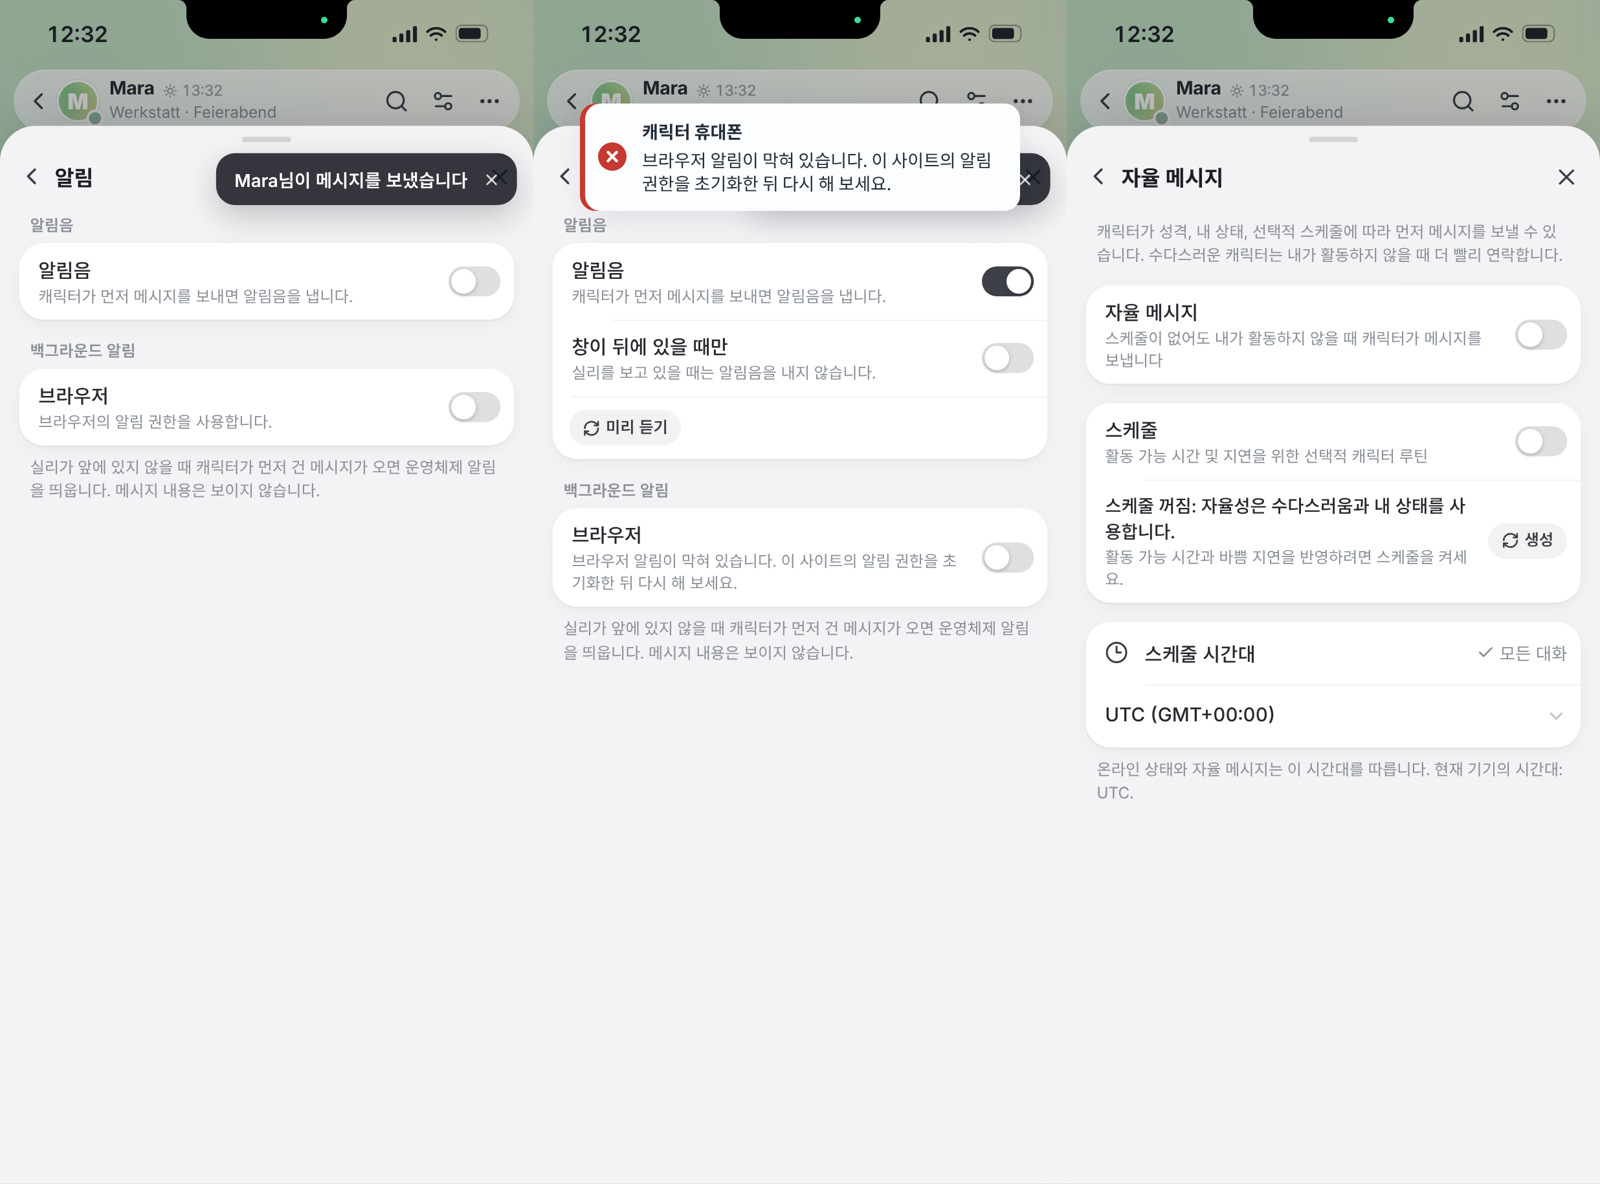 12:32
Mara 13:32
Werkstatt · Feierabend
알림
Mara님이 메시지를 보냈습니다
알림음
알림음
캐릭터가 먼저 메시지를 보내면 알림음을 냅니다.
백그라운드 알림
브라우저
브라우저의 알림 권한을 사용합니다.
실리가 앞에 있지 않을 때 캐릭터가 먼저 건 메시지가 오면 운영체제 알림
을 띄웁니다. 메시지 내용은 보이지 않습니다.
12:32
Mara 13:32
캐릭터 휴대폰
브라우저 알림이 막혀 있습니다. 이 사이트의 알림
권한을 초기화한 뒤 다시 해 보세요.
알림음
알림음
캐릭터가 먼저 메시지를 보내면 알림음을 냅니다.
창이 뒤에 있을 때만
실리를 보고 있을 때는 알림음을 내지 않습니다.
미리 듣기
백그라운드 알림
브라우저
브라우저 알림이 막혀 있습니다. 이 사이트의 알림 권한을 초
기화한 뒤 다시 해 보세요.
실리가 앞에 있지 않을 때 캐릭터가 먼저 건 메시지가 오면 운영체제 알림
을 띄웁니다. 메시지 내용은 보이지 않습니다.
12:32
M
Mara 13:32
Werkstatt · Feierabend
자율 메시지
캐릭터가 성격, 내 상태, 선택적 스케줄에 따라 먼저 메시지를 보낼 수 있
습니다. 수다스러운 캐릭터는 내가 활동하지 않을 때 더 빨리 연락합니다.
자율 메시지
스케줄이 없어도 내가 활동하지 않을 때 캐릭터가 메시지를
보냅니다
스케줄
활동 가능 시간 및 지연을 위한 선택적 캐릭터 루틴
스케줄 꺼짐: 자율성은 수다스러움과 내 상태를 사
용합니다.
활동 가능 시간과 바쁨 지연을 반영하려면 스케줄을 켜세
요.
생성
스케줄 시간대
모든 대화
UTC (GMT+00:00)
온라인 상태와 자율 메시지는 이 시간대를 따릅니다. 현재 기기의 시간대:
UTC.